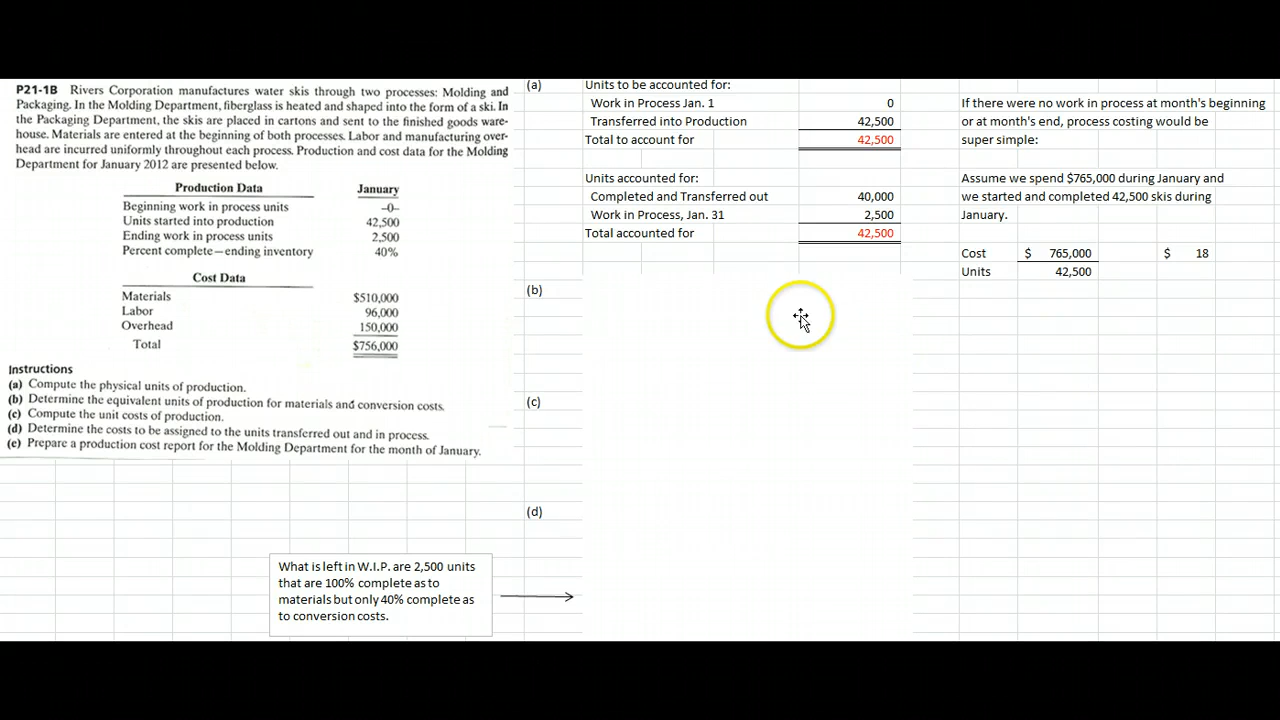 P21-1B Rivers Corporation manufactures water skis through two processes: Molding and
Packaging. In the Molding Department, fiberglass is heated and shaped into the form of a ski. In
the Packaging Department, the skis are placed in cartons and sent to the finished goods ware-
house. Materials are entered at the beginning of both processes. Labor and manufacturing over-
head are incurred uniformly throughout each process. Production and cost data for the Molding
Department for January 2012 are presented below.
Production Data January
Beginning work in process units –0–
Units started into production 42,500
Ending work in process units 2,500
Percent complete—ending inventory 40%
Cost Data
Materials $510,000
Labor 96,000
Overhead 150,000
Total $756,000
Instructions
(a) Compute the physical units of production.
(b) Determine the equivalent units of production for materials and conversion costs.
(c) Compute the unit costs of production.
(d) Determine the costs to be assigned to the units transferred out and in process.
(e) Prepare a production cost report for the Molding Department for the month of January.
What is left in W.I.P. are 2,500 units
that are 100% complete as to
materials but only 40% complete as
to conversion costs.
(a) Units to be accounted for:
Work in Process Jan. 1 0
Transferred into Production 42,500
Total to account for 42,500
Units accounted for:
Completed and Transferred out 40,000
Work in Process, Jan. 31 2,500
Total accounted for 42,500
(b)
(c)
(d)
If there were no work in process at month's beginning
or at month's end, process costing would be
super simple:
Assume we spend $765,000 during January and
we started and completed 42,500 skis during
January.
Cost $ 765,000 $ 18
Units 42,500